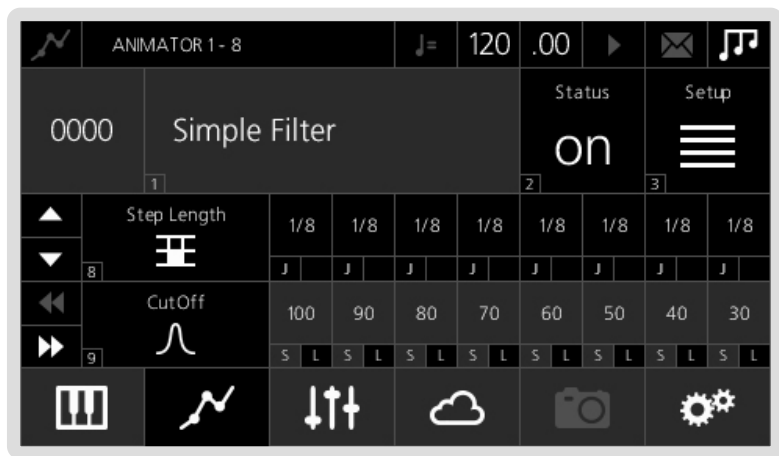 ANIMATOR 1 - 8 ♩= 120 .00
0000 Simple Filter
1
Status
on
2
Setup
3
Step Length
8
1/8 1/8 1/8 1/8 1/8 1/8 1/8 1/8
J J J J J J J J
CutOff
9
100 90 80 70 60 50 40 30
S L S L S L S L S L S L S L S L